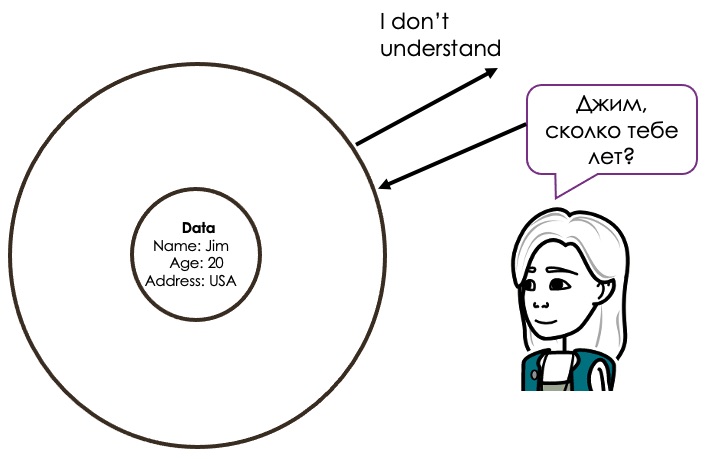 I don’t
understand
Джим,
сколко тебе
лет?
Data
Name: Jim
Age: 20
Address: USA